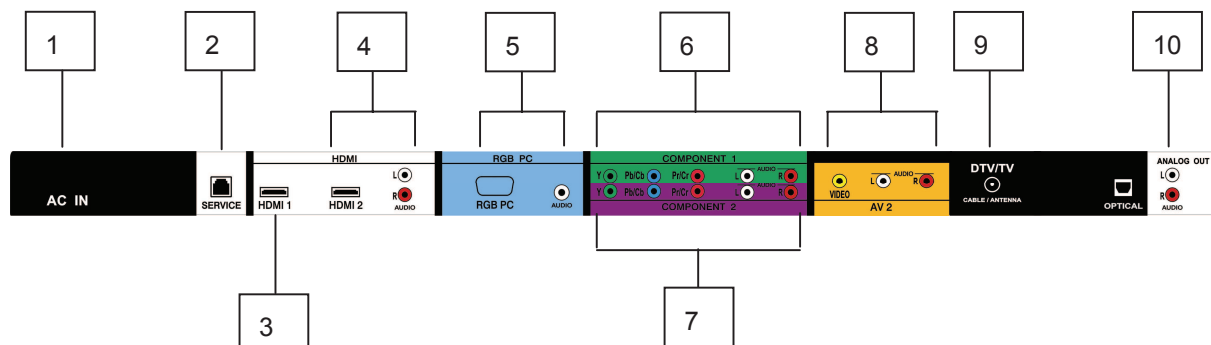 1 2 4 5 6 8 9 10
AC IN
SERVICE
HDMI
HDMI 1 HDMI 2
L
R
AUDIO
RGB PC
RGB PC
AUDIO
COMPONENT 1
Y Pb/Cb Pr/Cr L AUDIO R
Y Pb/Cb Pr/Cr L AUDIO R
COMPONENT 2
L AUDIO R
VIDEO
AV 2
DTV/TV
CABLE / ANTENNA
OPTICAL
ANALOG OUT
L
R
AUDIO
3 7